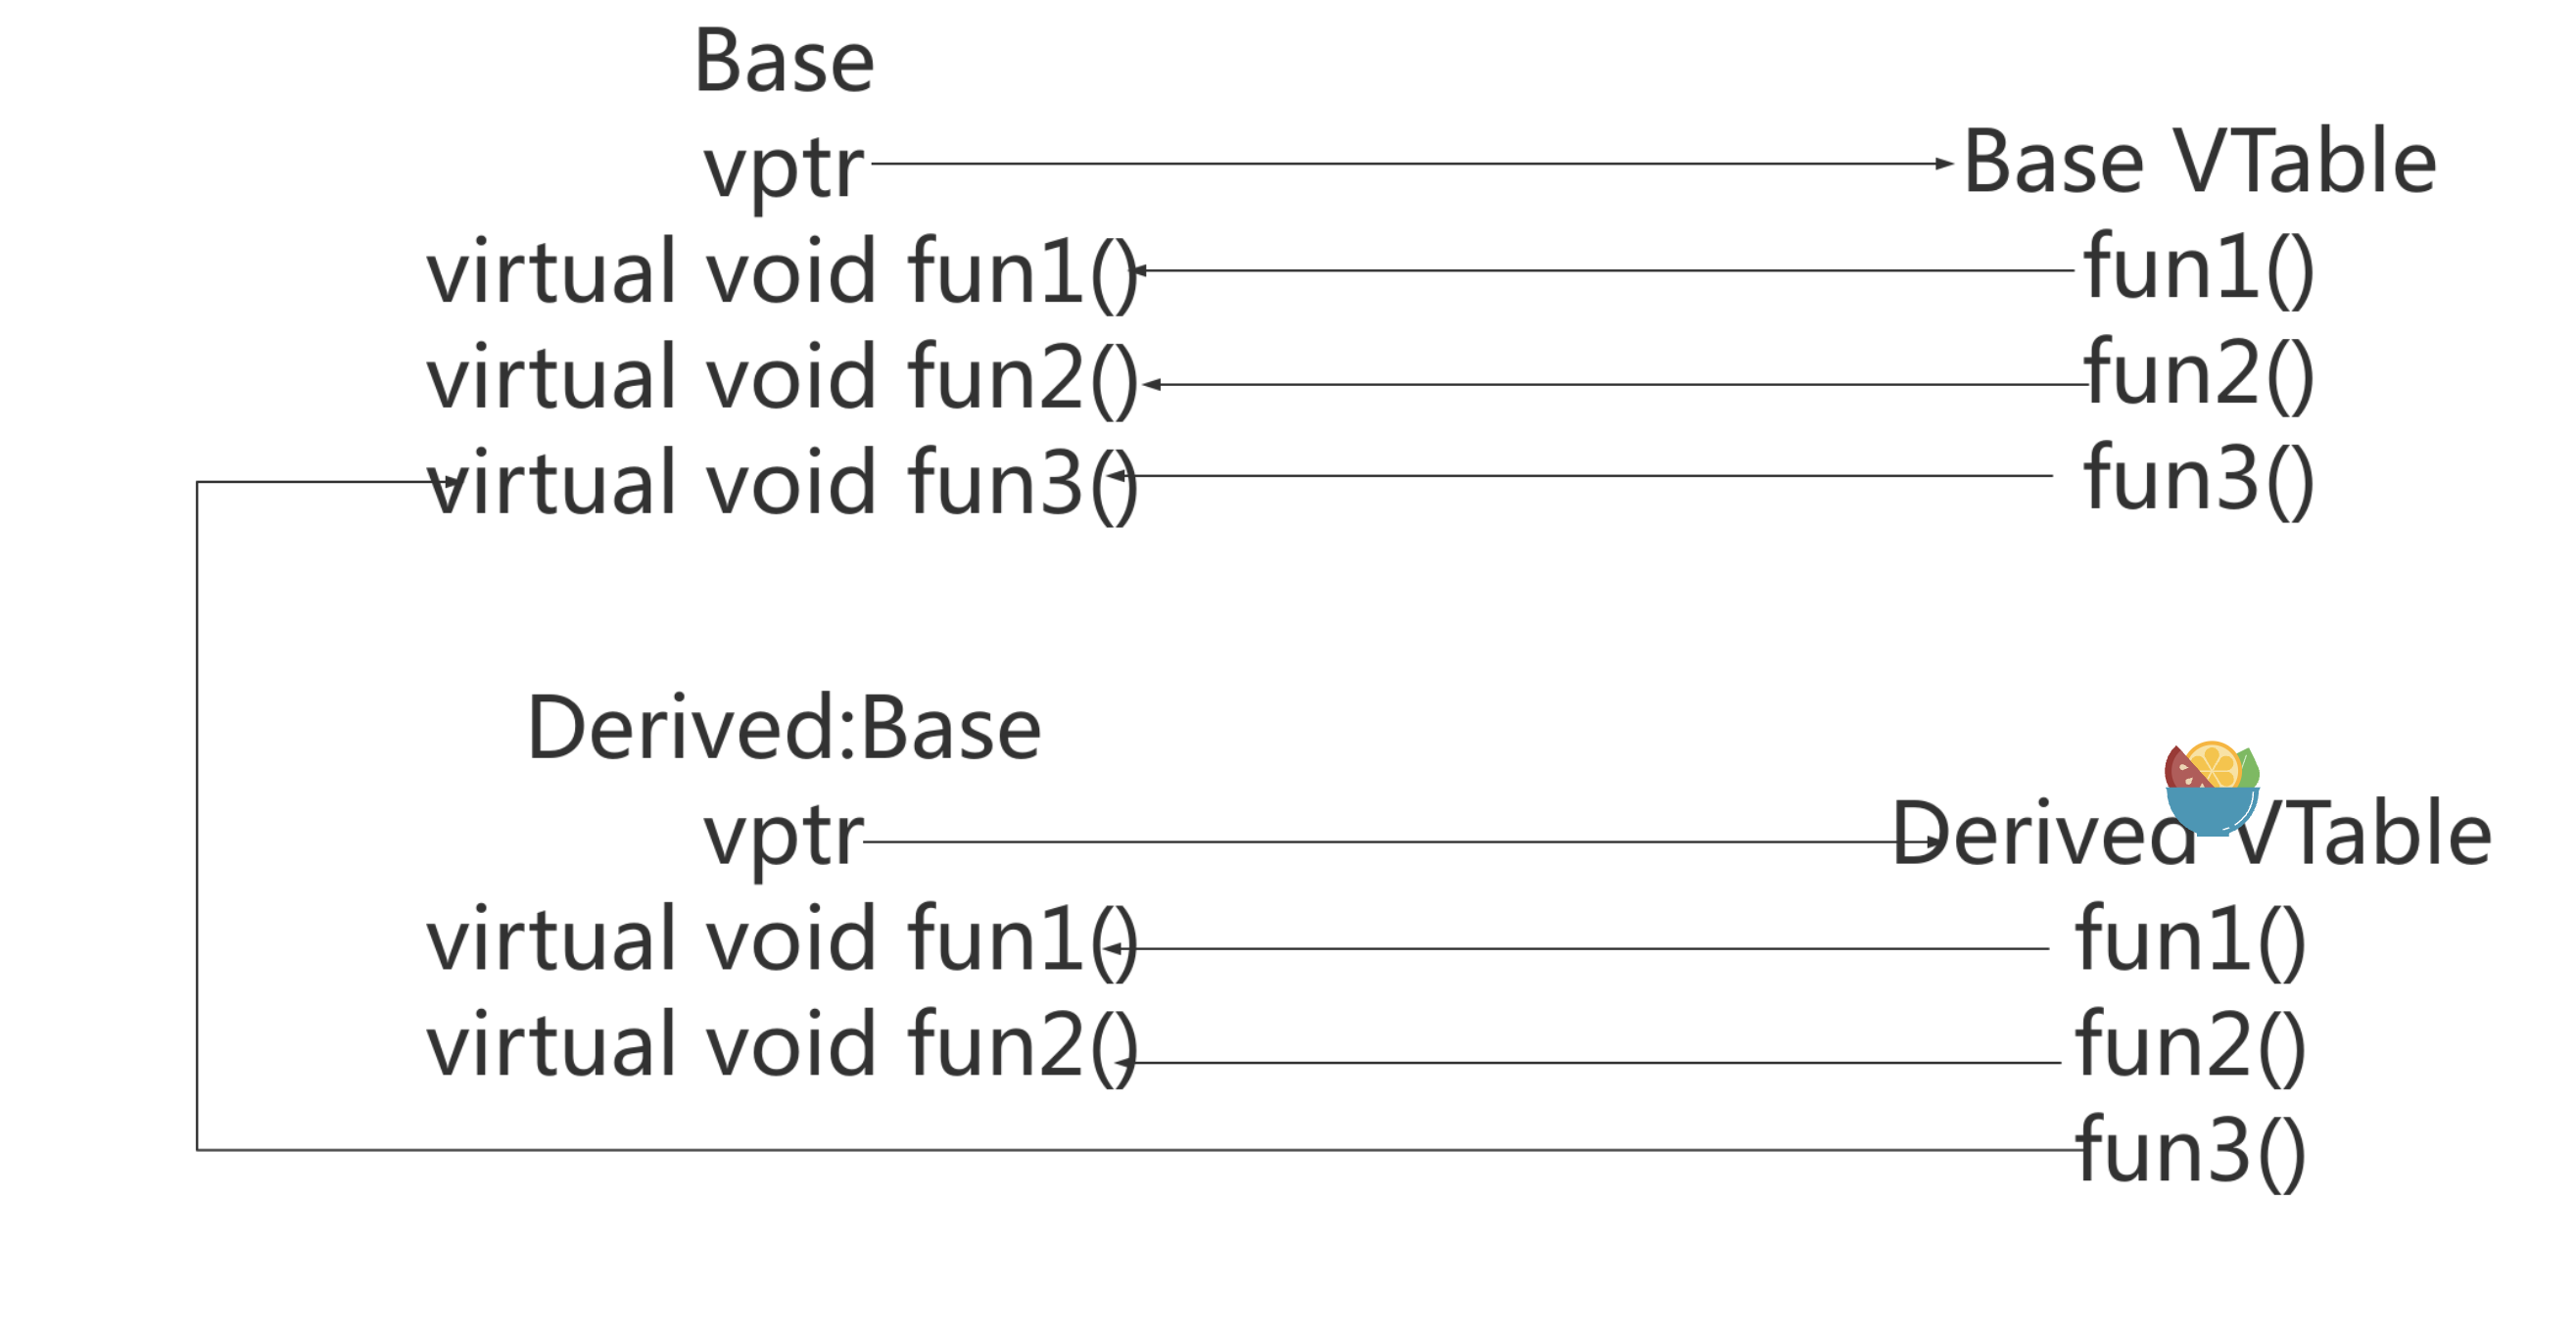 Base
vptr
Base VTable
virtual void fun1()
fun1()
virtual void fun2()
fun2()
virtual void fun3()
fun3()
Derived:Base
vptr
Derived VTable
virtual void fun1()
fun1()
virtual void fun2()
fun2()
fun3()